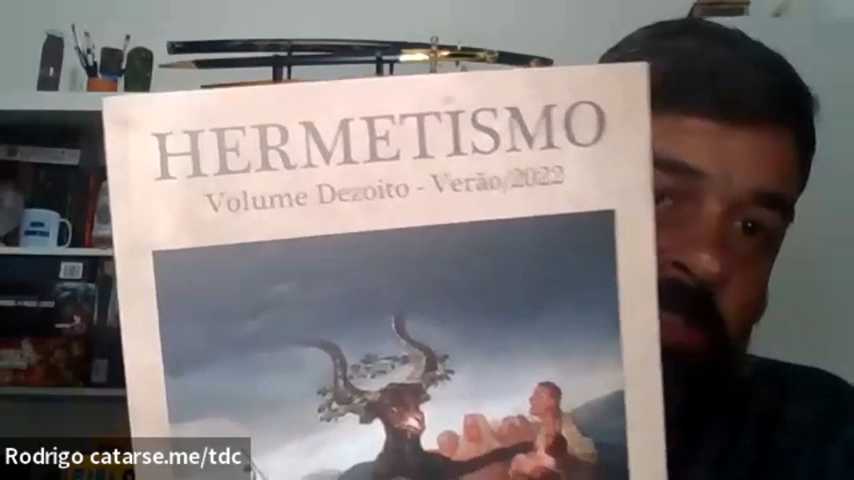 HERMETISMO
Volume Dezoito - Verão/2022
Rodrigo catarse.me/tdc